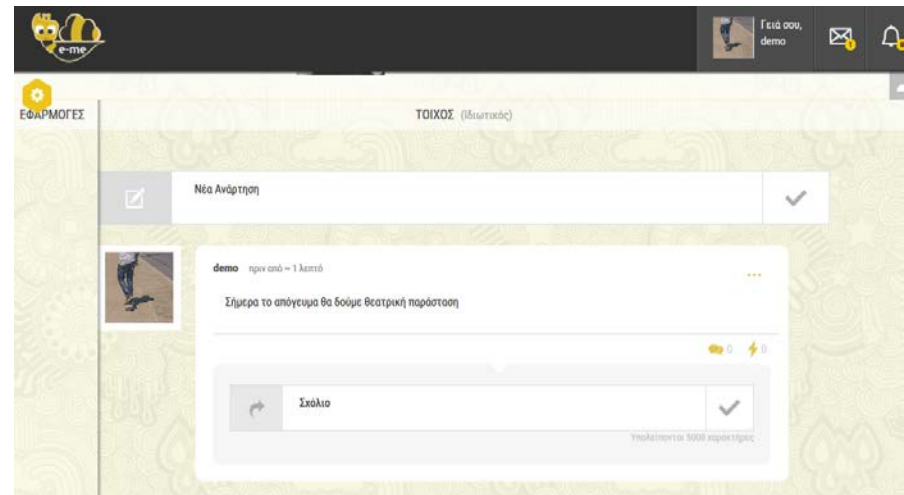 e-me
Γειά σου,
demo
1
ΕΦΑΡΜΟΓΕΣ
ΤΟΙΧΟΣ (Ιδιωτικός)
Νέα Ανάρτηση
demo πριν από ~ 1 λεπτό
Σήμερα το απόγευμα θα δούμε θεατρική παράσταση
0 0
Σχόλιο
Υπολείπονται 5000 χαρακτήρες